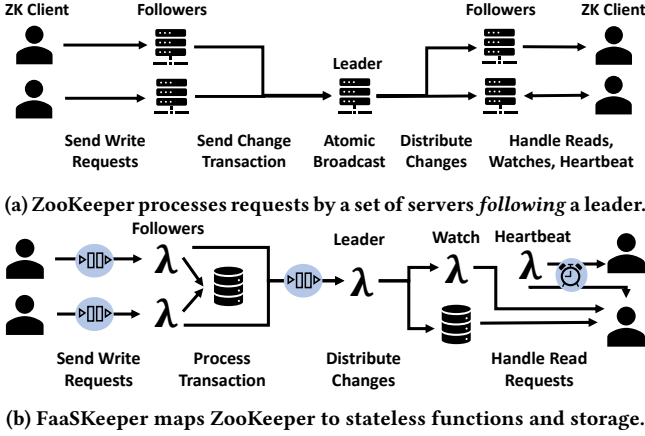 ZK Client
Followers
Followers
ZK Client
Leader
Send Write
Requests
Send Change
Transaction
Atomic
Broadcast
Distribute
Changes
Handle Reads,
Watches, Heartbeat
(a) ZooKeeper processes requests by a set of servers following a leader.
Followers
Leader
Watch
Heartbeat
λ
λ
λ
λ
λ
Send Write
Requests
Process
Transaction
Distribute
Changes
Handle Read
Requests
(b) FaaSKeeper maps ZooKeeper to stateless functions and storage.